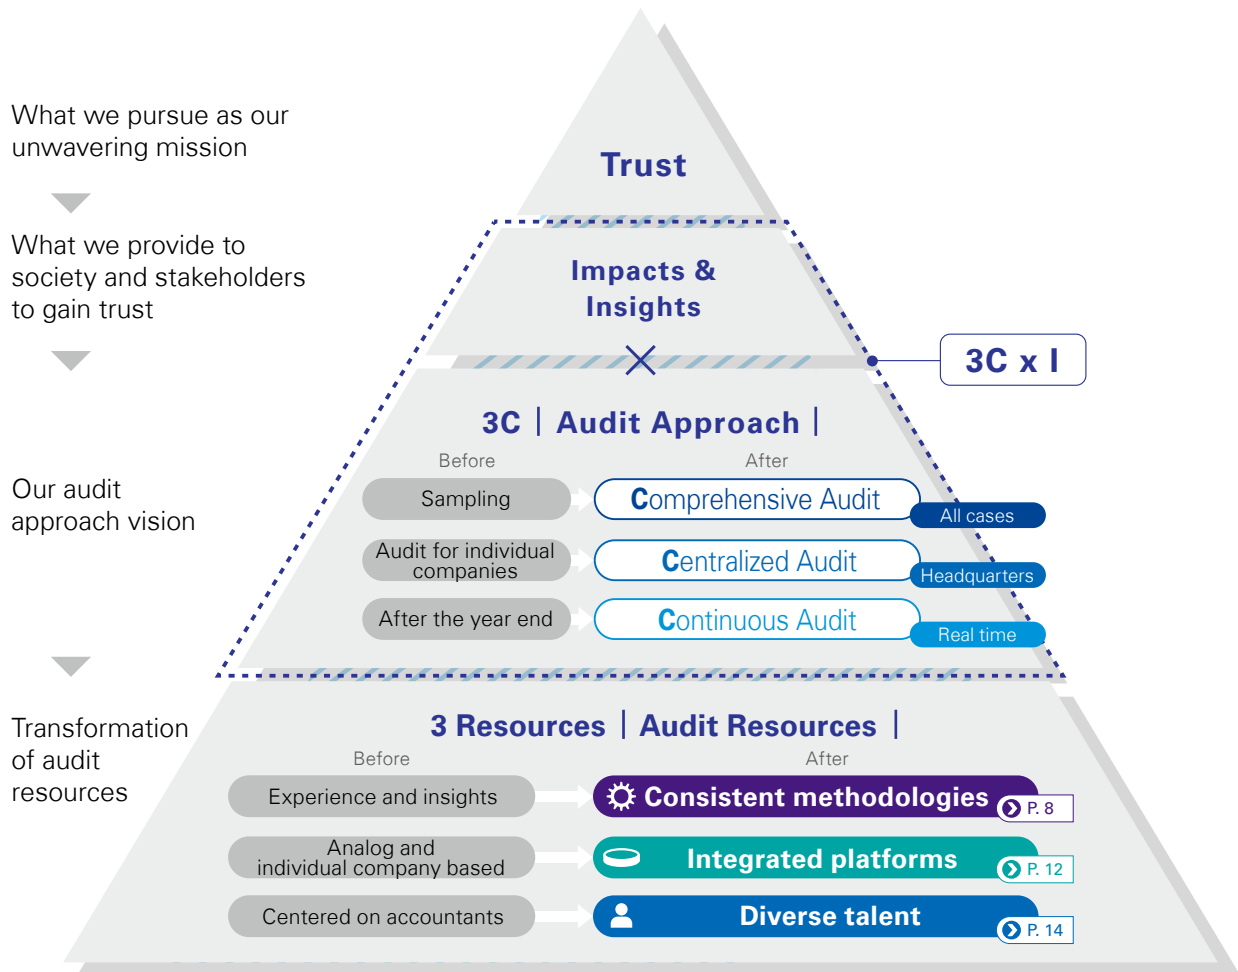 What we pursue as our
unwavering mission
Trust
What we provide to
society and stakeholders
to gain trust
Impacts &
Insights
3C x I
3C | Audit Approach |
Before
After
Our audit
approach vision
Sampling
Comprehensive Audit
All cases
Audit for individual
companies
Centralized Audit
Headquarters
After the year end
Continuous Audit
Real time
Transformation
of audit
resources
3 Resources | Audit Resources |
Before
After
Experience and insights
Consistent methodologies
P. 8
Analog and
individual company based
Integrated platforms
P. 12
Centered on accountants
Diverse talent
P. 14